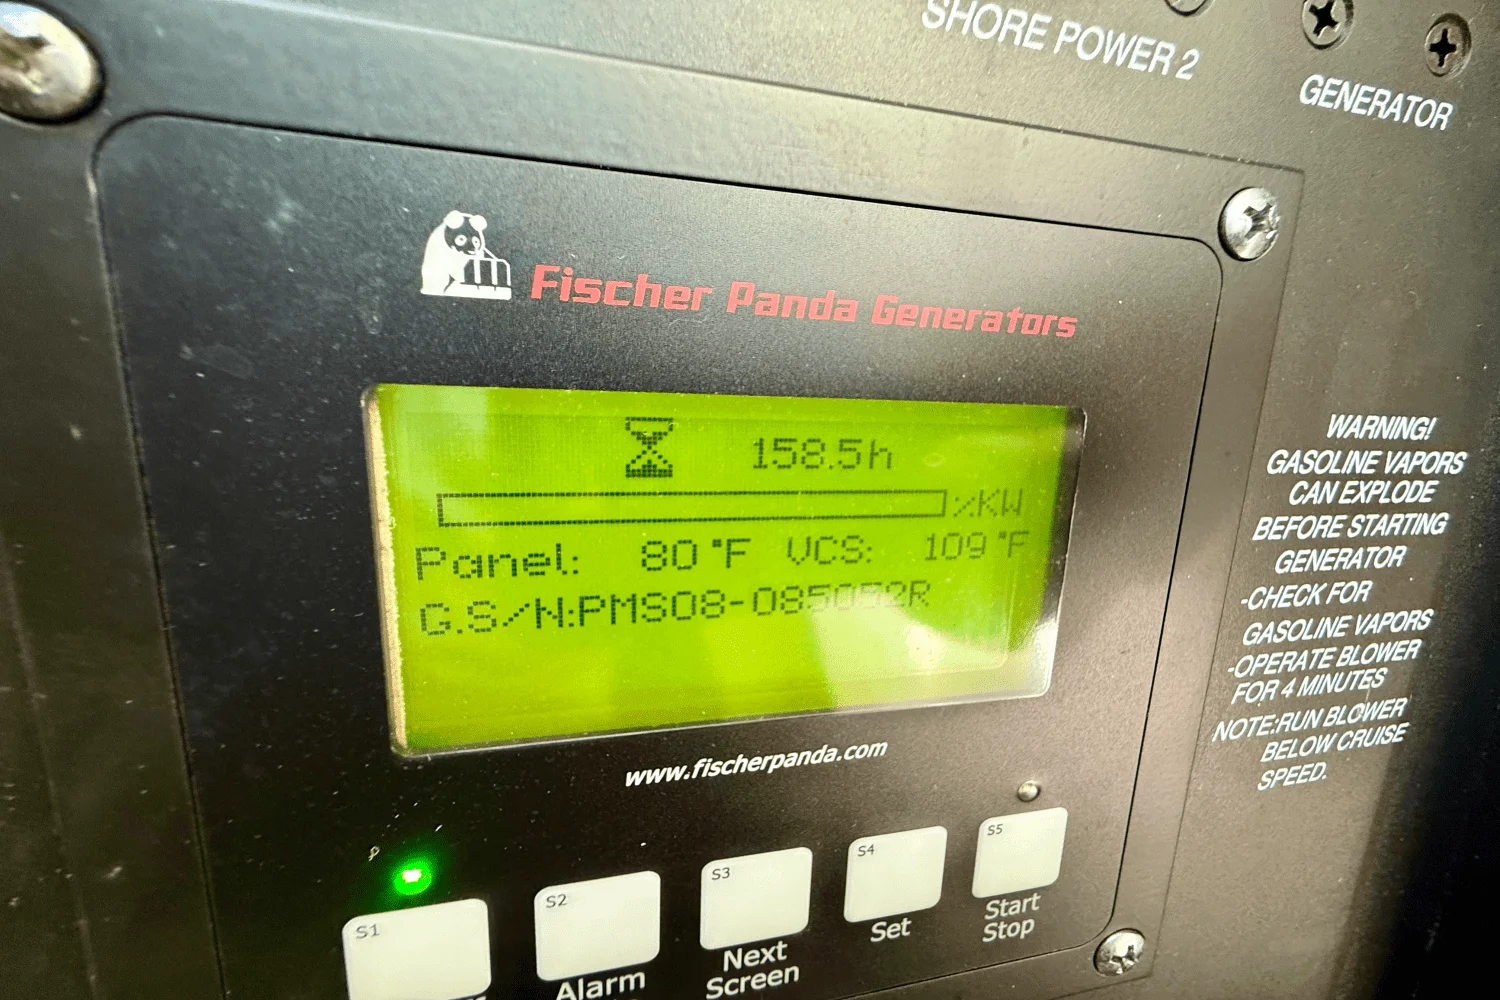 SHORE POWER 2
GENERATOR
Fischer Panda Generators
158.5h
%KW
Panel: 80°F VCS: 109°F
G.S/N:PMS08-085052R
www.fischerpanda.com
WARNING!
GASOLINE VAPORS
CAN EXPLODE
BEFORE STARTING
GENERATOR
-CHECK FOR
GASOLINE VAPORS
-OPERATE BLOWER
FOR 4 MINUTES
NOTE:RUN BLOWER
BELOW CRUISE
SPEED.
S1
S2
Alarm
S3
Next
Screen
S4
Set
S5
Start
Stop